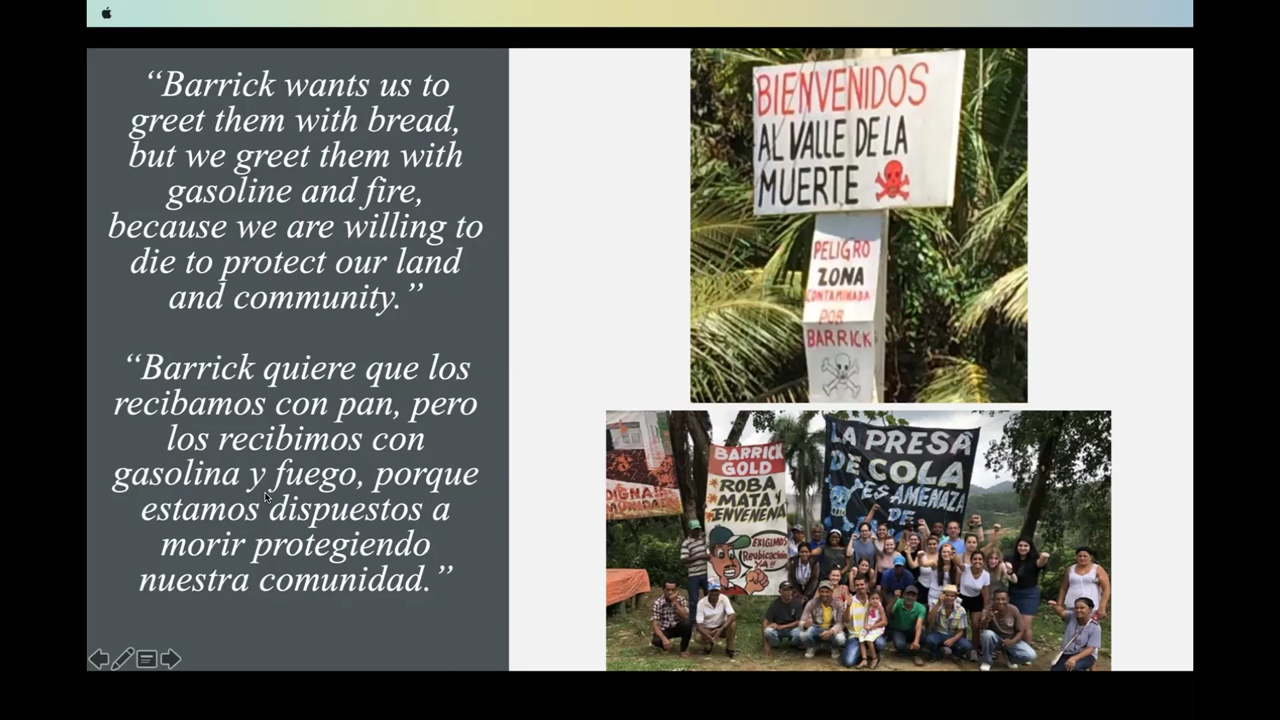 “Barrick wants us to
greet them with bread,
but we greet them with
gasoline and fire,
because we are willing to
die to protect our land
and community.”
“Barrick quiere que los
recibamos con pan, pero
los recibimos con
gasolina y fuego, porque
estamos dispuestos a
morir protegiendo
nuestra comunidad.”
BIENVENIDOS
AL VALLE DE LA
MUERTE
PELIGRO
ZONA
CONTAMINADA
POR
BARRICK
BARRICK
GOLD
ROBA
MATA Y
ENVENENA
EXIGIMOS
Reubicación
YA!!
LA PRESA
DE COLA
AMENAZA
DE